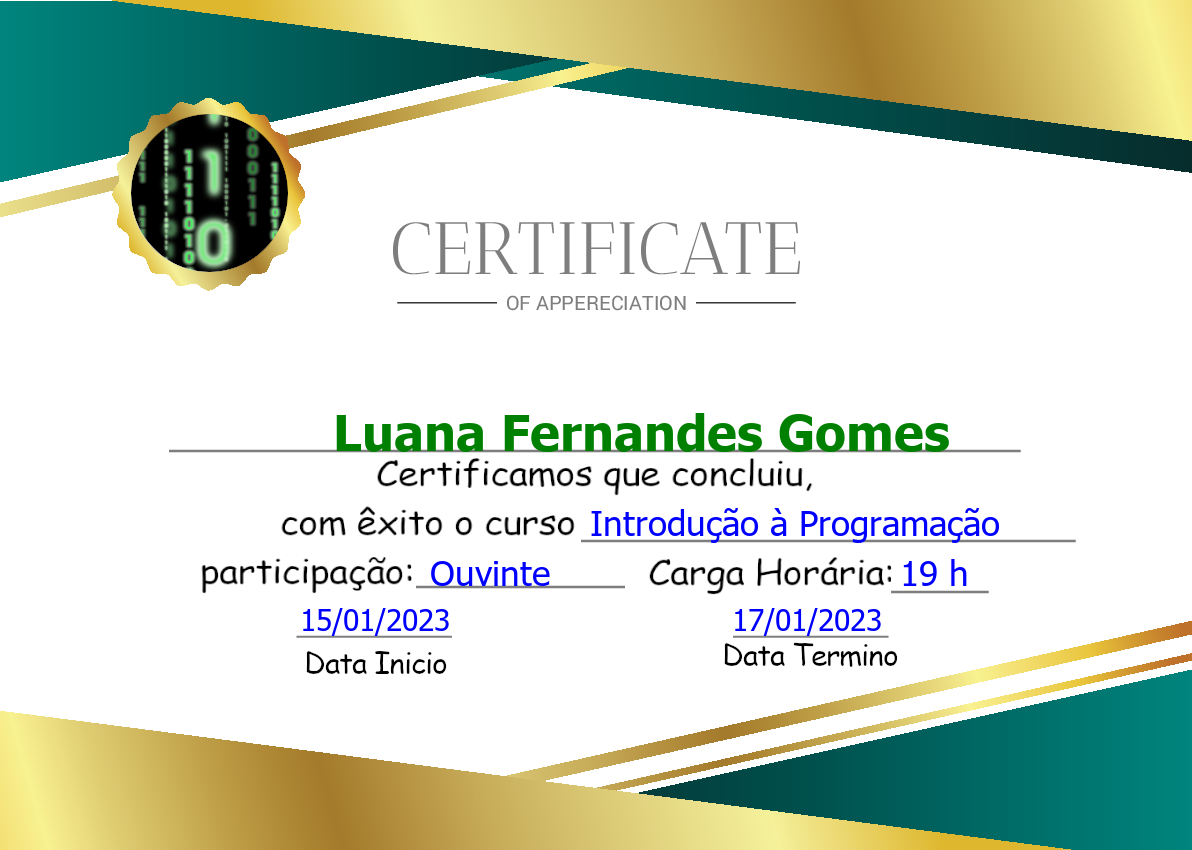 CERTIFICATE
OF APPERECIATION
Luana Fernandes Gomes
Certificamos que concluiu,
com êxito o curso Introdução à Programação
participação: Ouvinte Carga Horária: 19 h
15/01/2023 17/01/2023
Data Inicio Data Termino